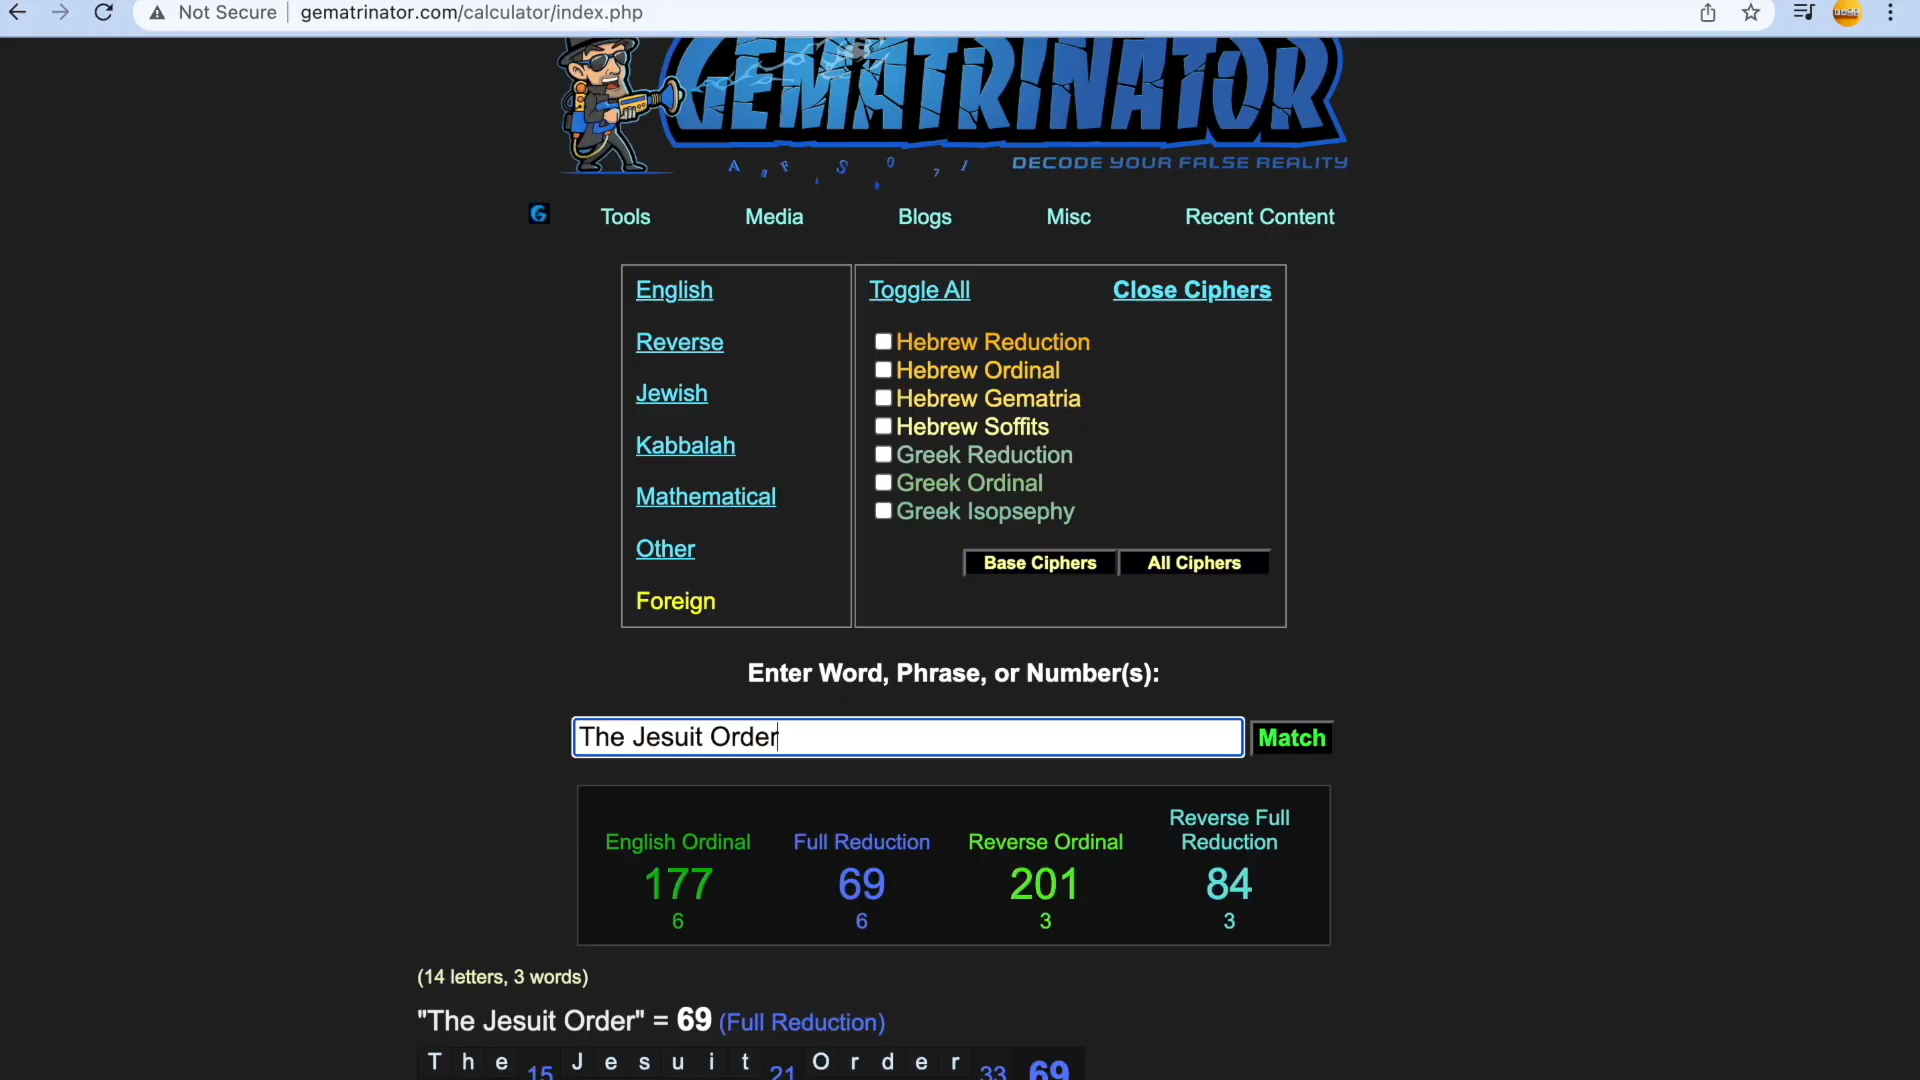 Not Secure gematrinator.com/calculator/index.php
GEMATRINATOR
DECODE YOUR FALSE REALITY
Tools Media Blogs Misc Recent Content
English
Reverse
Jewish
Kabbalah
Mathematical
Other
Foreign
Toggle All Close Ciphers
Hebrew Reduction
Hebrew Ordinal
Hebrew Gematria
Hebrew Soffits
Greek Reduction
Greek Ordinal
Greek Isopsephy
Base Ciphers All Ciphers
Enter Word, Phrase, or Number(s):
The Jesuit Order Match
English Ordinal Full Reduction Reverse Ordinal Reverse Full Reduction
177 69 201 84
6 6 3 3
(14 letters, 3 words)
"The Jesuit Order" = 69 (Full Reduction)
T h e 15 J e s u i t 21 O r d e r 33 69